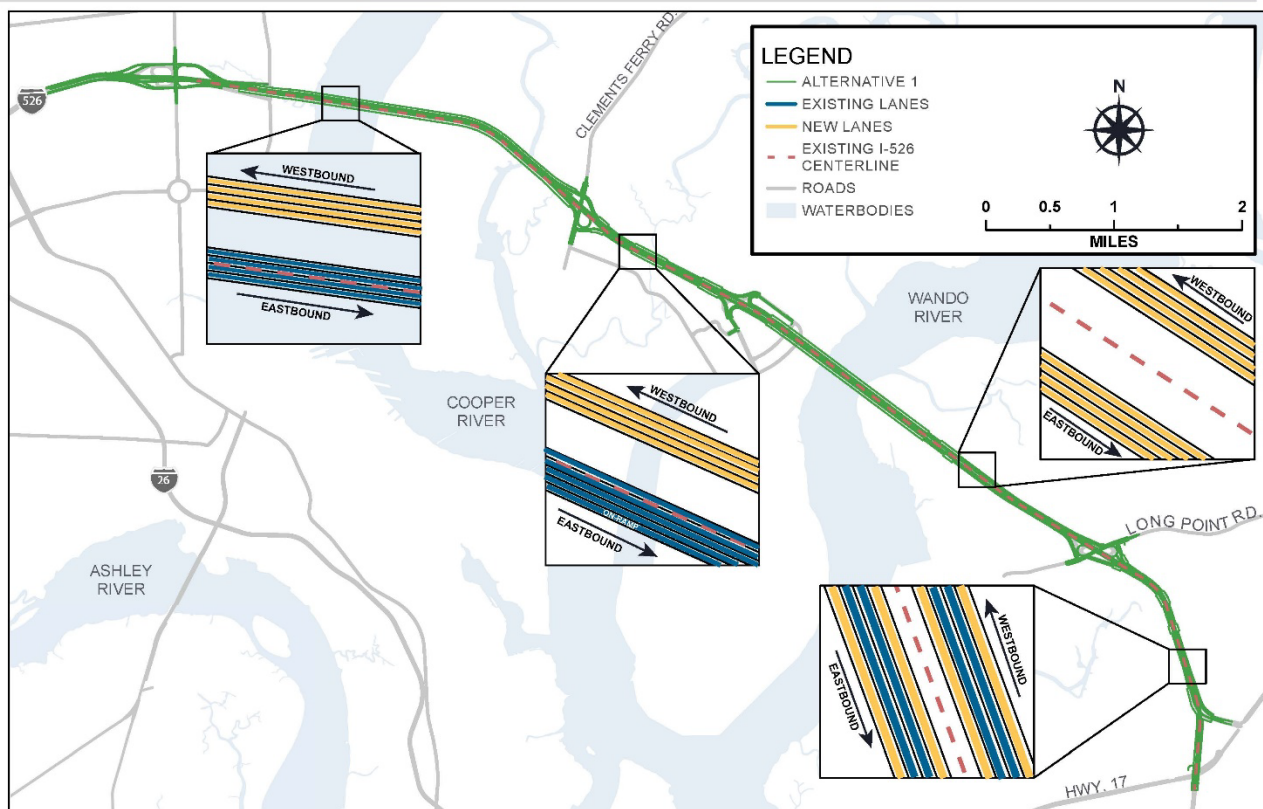 CLEMENTS FERRY RD.
LEGEND
ALTERNATIVE 1
EXISTING LANES
NEW LANES
EXISTING I-526
CENTERLINE
ROADS
WATERBODIES
N
0 0.5 1 2
MILES
526
WESTBOUND
EASTBOUND
WANDO
RIVER
WESTBOUND
EASTBOUND
COOPER
RIVER
WESTBOUND
ON-RAMP
EASTBOUND
26
LONG POINT RD.
ASHLEY
RIVER
WESTBOUND
EASTBOUND
HWY. 17